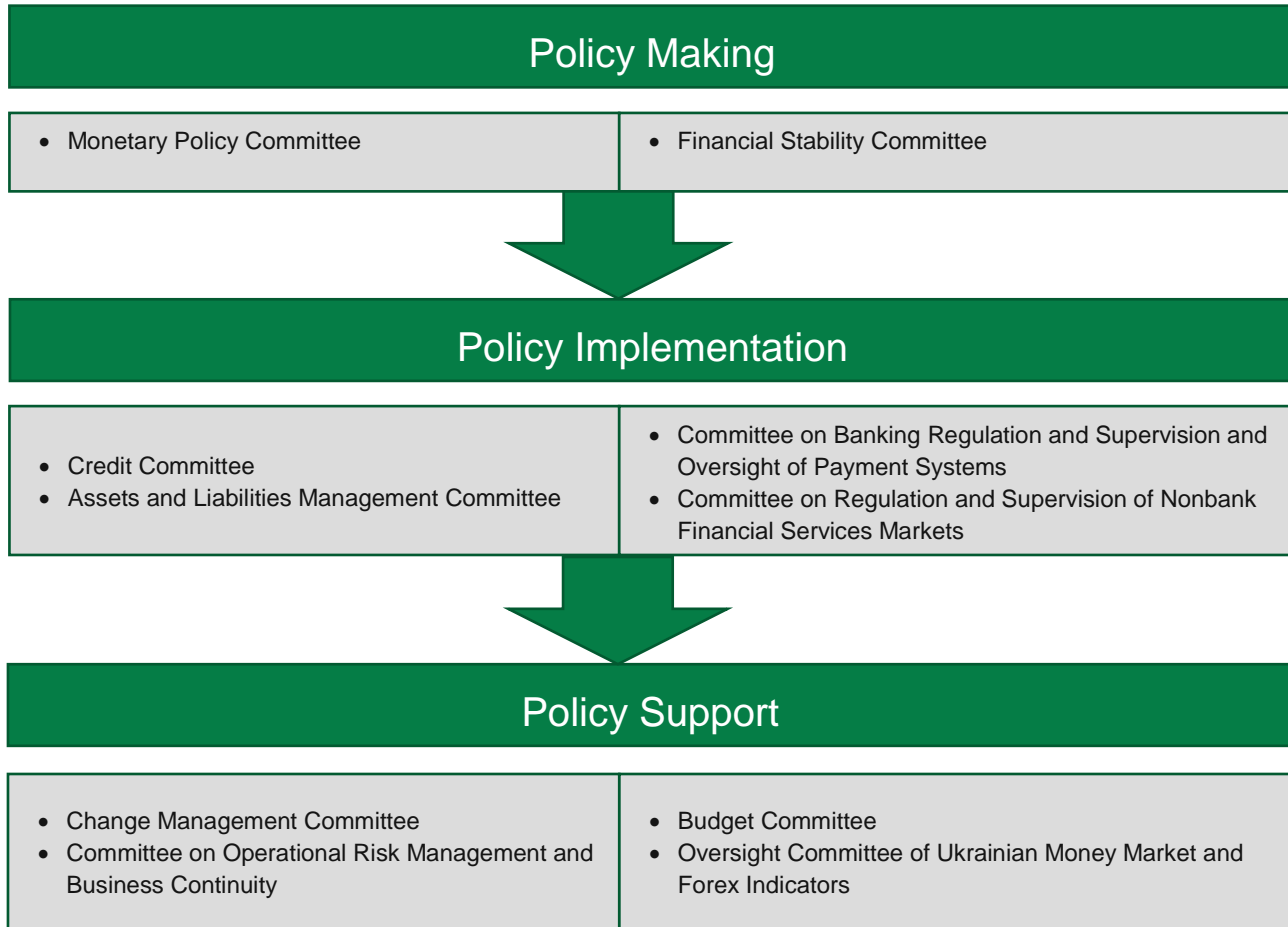 Policy Making
• Monetary Policy Committee
• Financial Stability Committee
Policy Implementation
• Credit Committee
• Assets and Liabilities Management Committee
• Committee on Banking Regulation and Supervision and
Oversight of Payment Systems
• Committee on Regulation and Supervision of Nonbank
Financial Services Markets
Policy Support
• Change Management Committee
• Committee on Operational Risk Management and
Business Continuity
• Budget Committee
• Oversight Committee of Ukrainian Money Market and
Forex Indicators